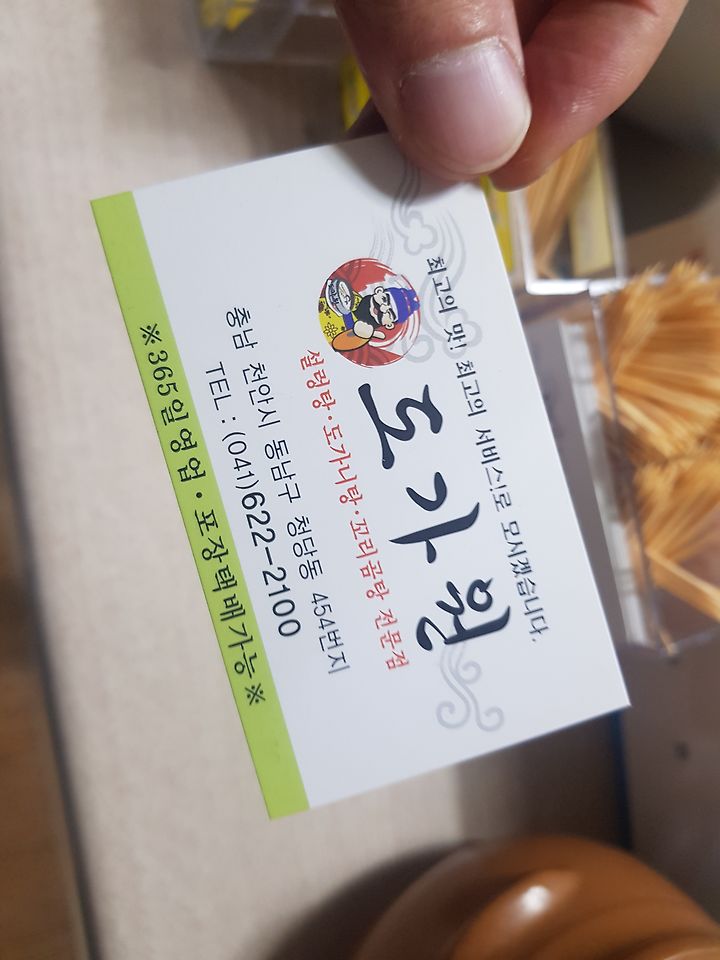 최고의 맛! 최고의 서비스!로 모시겠습니다.
도가원
설렁탕·도가니탕·꼬리곰탕 전문점
충남 천안시 동남구 청당동 454번지
TEL : (041)622-2100
※365일영업·포장택배가능※